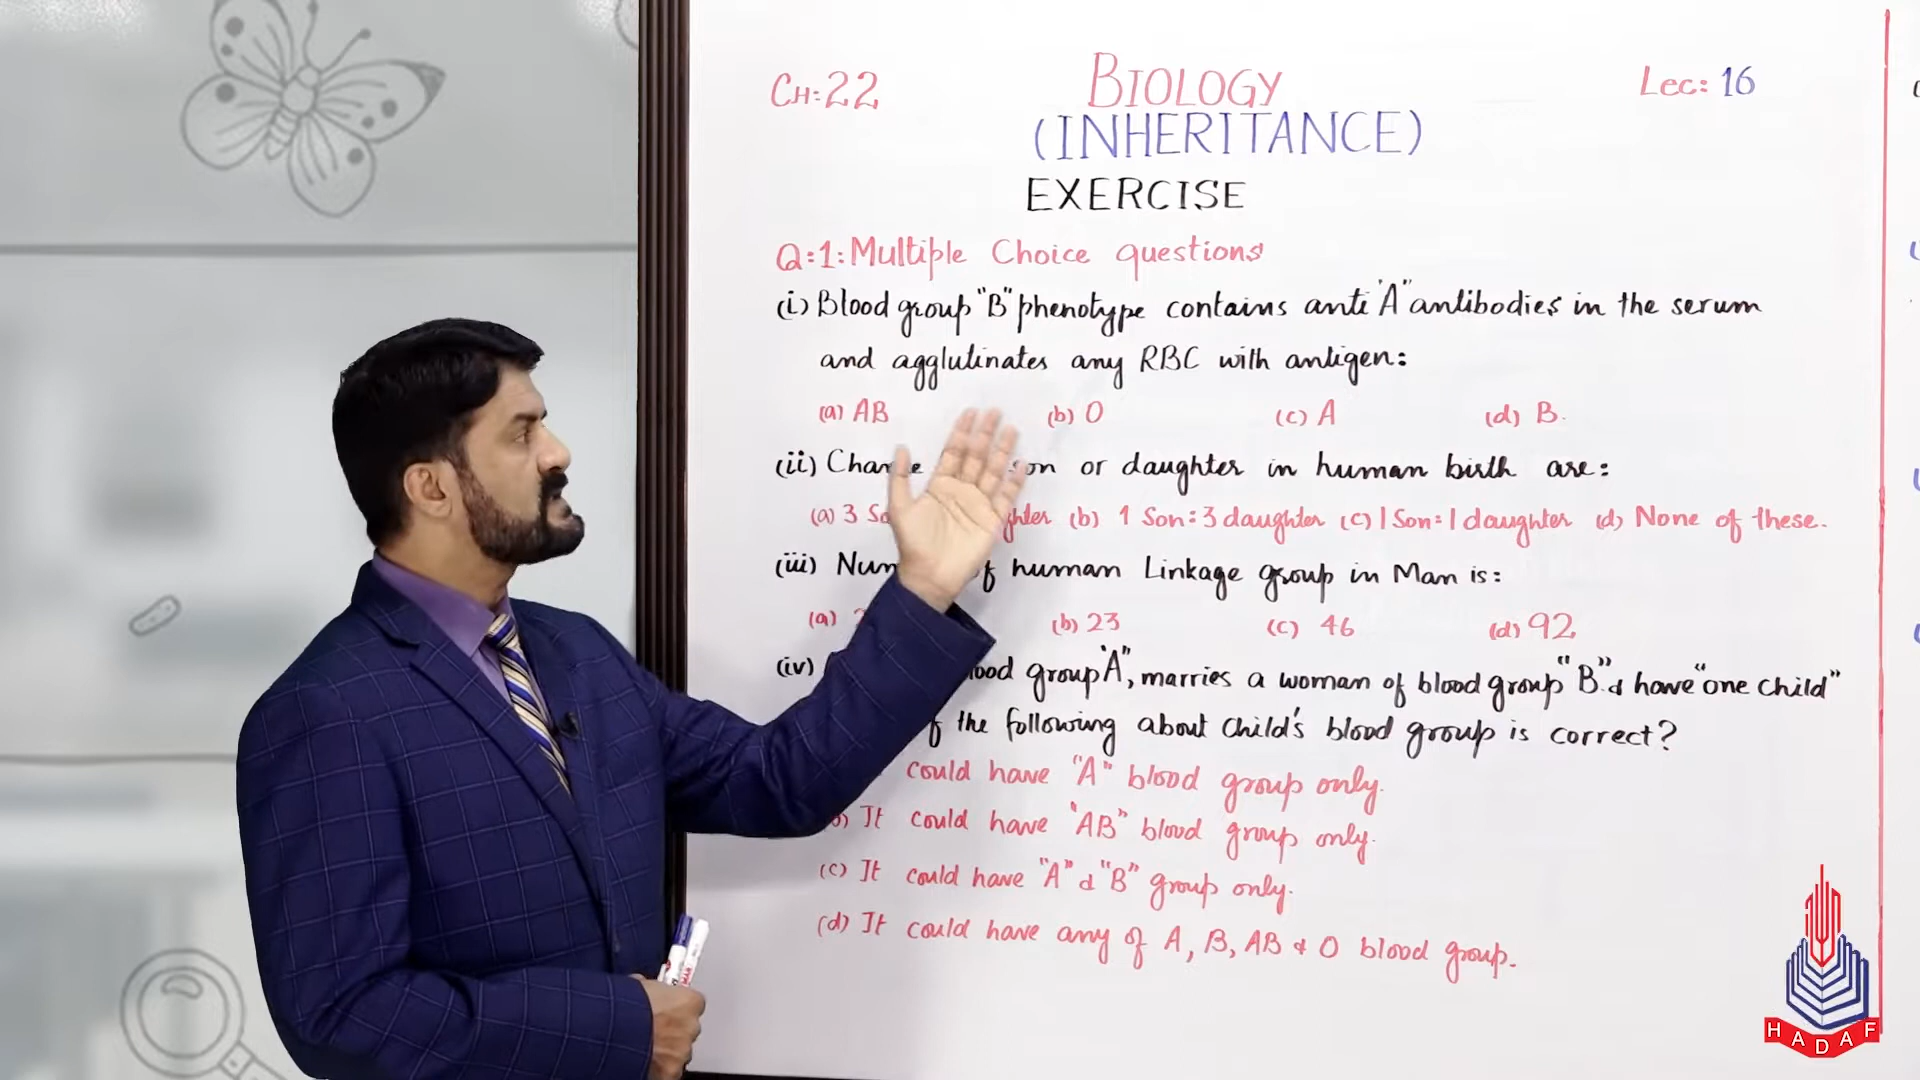 CH:22
BIOLOGY
Lec: 16
(INHERITANCE)
EXERCISE
Q:1: Multiple Choice questions
(i) Blood group "B" phenotype contains anti "A" antibodies in the serum
and agglutinates any RBC with antigen:
(a) AB (b) O (c) A (d) B.
(ii) or daughter in human birth are:
(a) 3 (b) 1 Son: 3 daughter (c) 1 Son: 1 daughter (d) None of these.
(iii) human Linkage group in Man is:
(a) (b) 23 (c) 46 (d) 92
(iv) group "A", marries a woman of blood group "B" & have "one child"
the following about child's blood group is correct?
could have "A" blood group only.
It could have "AB" blood group only.
(c) It could have "A" & "B" group only.
(d) It could have any of A, B, AB & O blood group.
HADAF